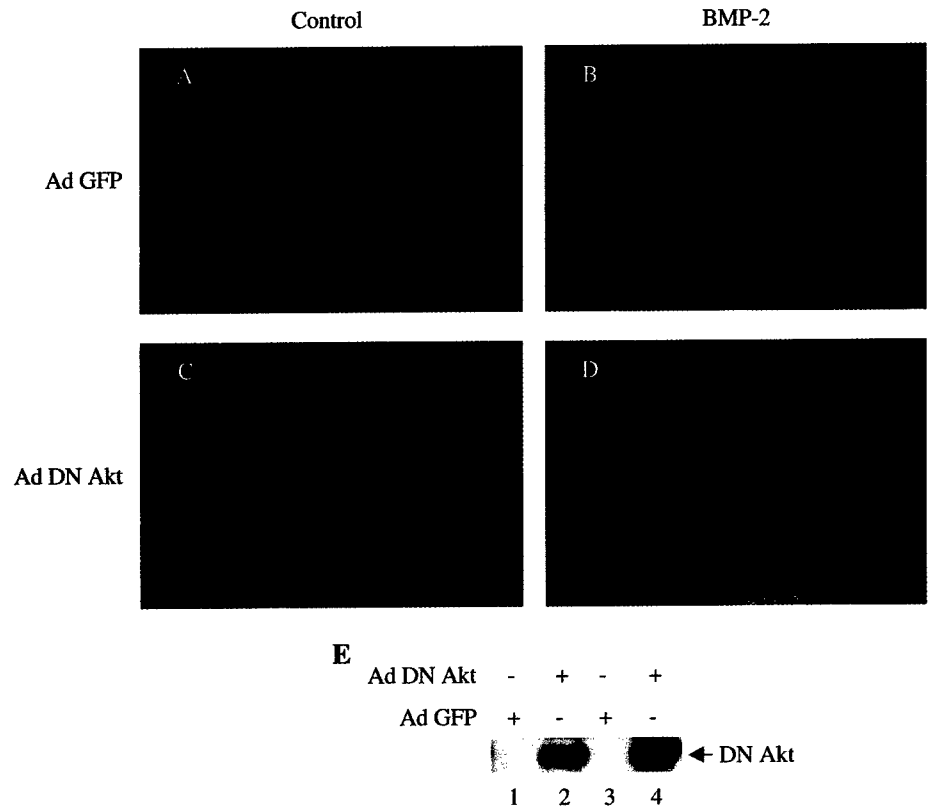 Control BMP-2
A B
Ad GFP
C D
Ad DN Akt
E
Ad DN Akt - + - +
Ad GFP + - + -
DN Akt
1 2 3 4